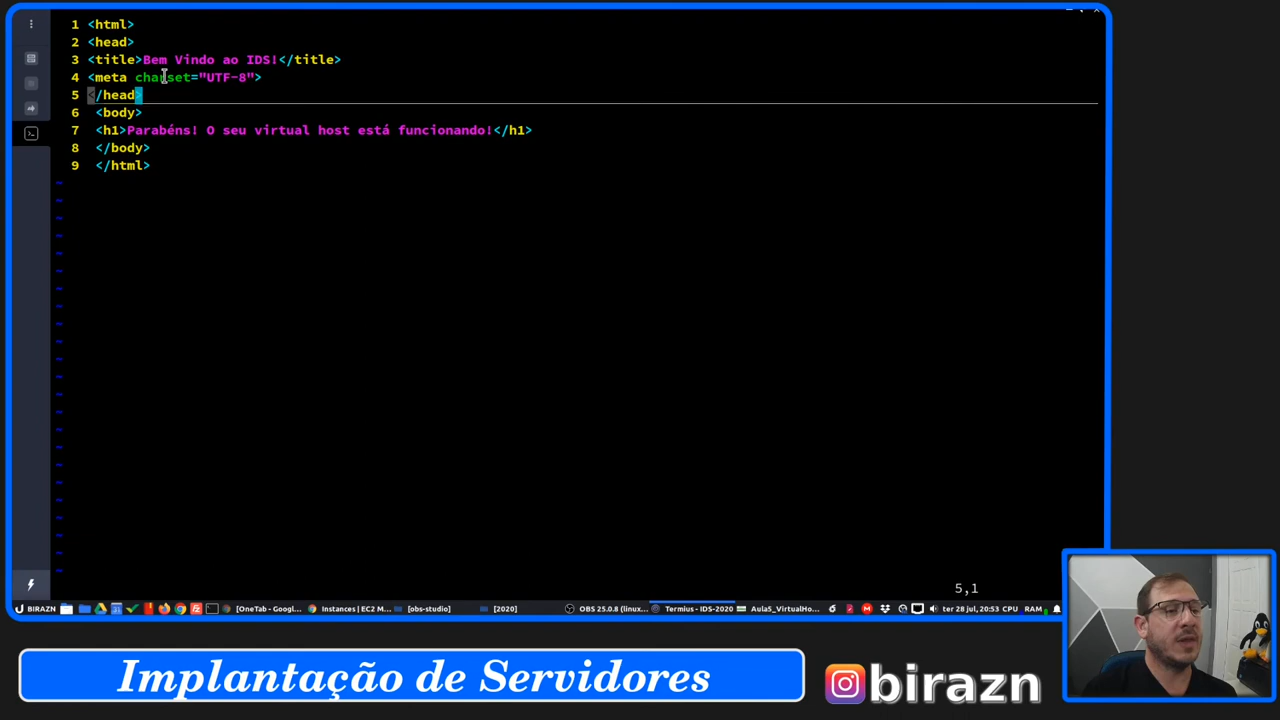 1 <html>
2 <head>
3 <title>Bem Vindo ao IDS!</title>
4 <meta charset="UTF-8">
5 </head>
6 <body>
7 <h1>Parabéns! O seu virtual host está funcionando!</h1>
8 </body>
9 </html>
5,1
BIRAZN [OneTab - Googl... Instances | EC2 M... [obs-studio] [2020] OBS 25.0.8 (linux... Termius - IDS-2020 Aula5_VirtualHo... ter 28 jul, 20:53 CPU RAM
Implantação de Servidores
birazn